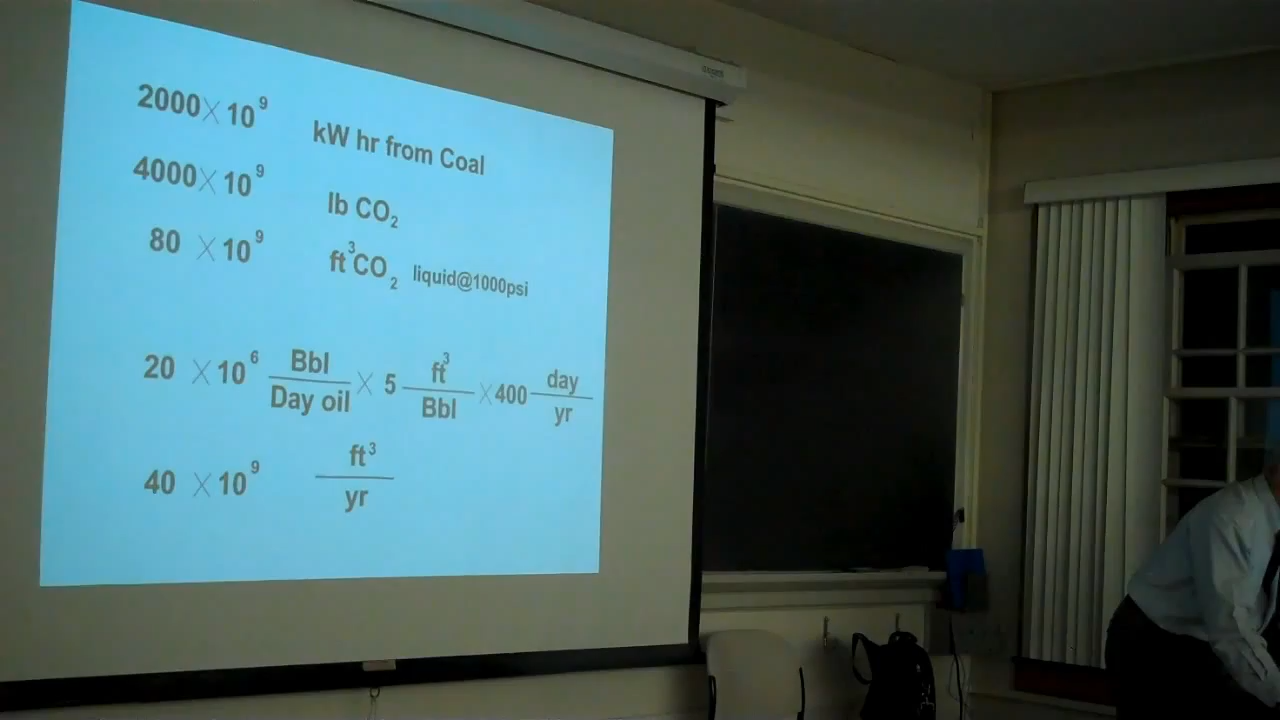 2000×10⁹ kW hr from Coal
4000×10⁹ lb CO₂
80 ×10⁹ ft³CO₂ liquid@1000psi
20 ×10⁶ Bbl/Day oil × 5 ft³/Bbl ×400 day/yr
40 ×10⁹ ft³/yr